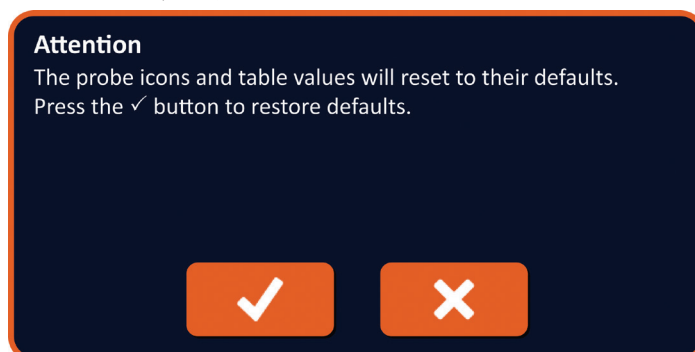 Attention
The probe icons and table values will reset to their defaults.
Press the ✓ button to restore defaults.